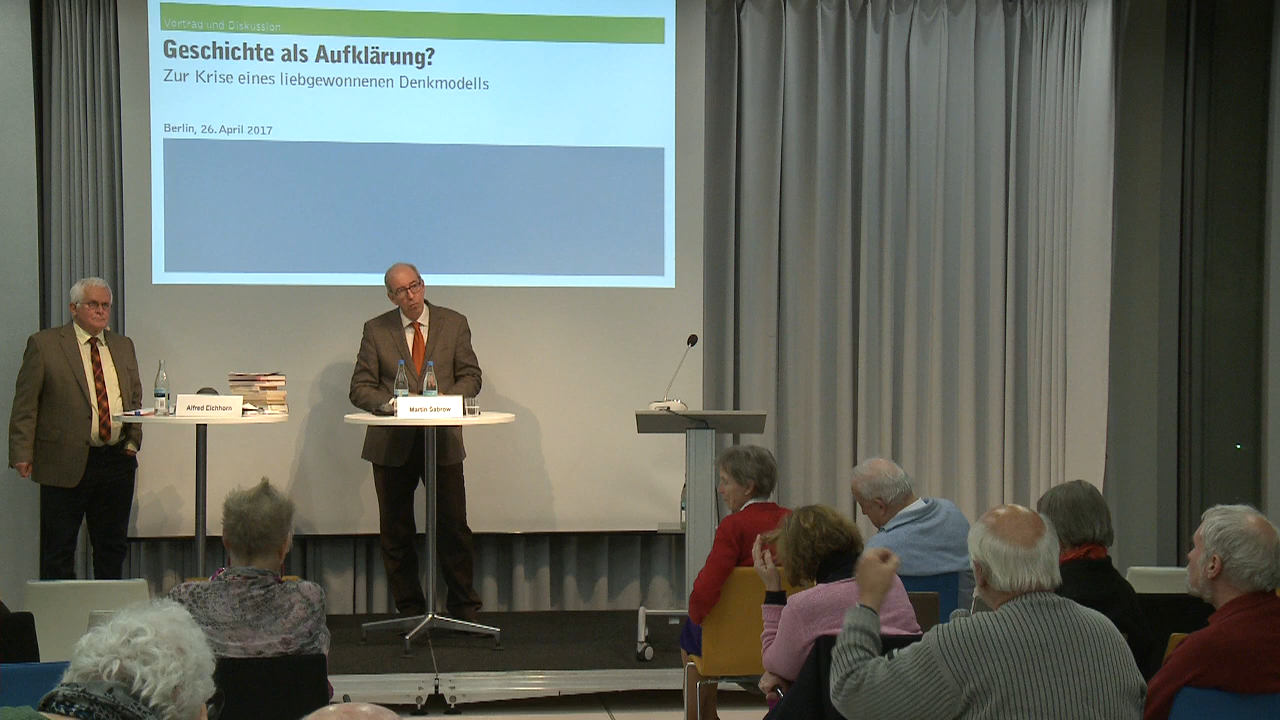 Vortrag und Diskussion
Geschichte als Aufklärung?
Zur Krise eines liebgewonnenen Denkmodells
Berlin, 26. April 2017
Alfred Eichhorn
Martin Sabrow